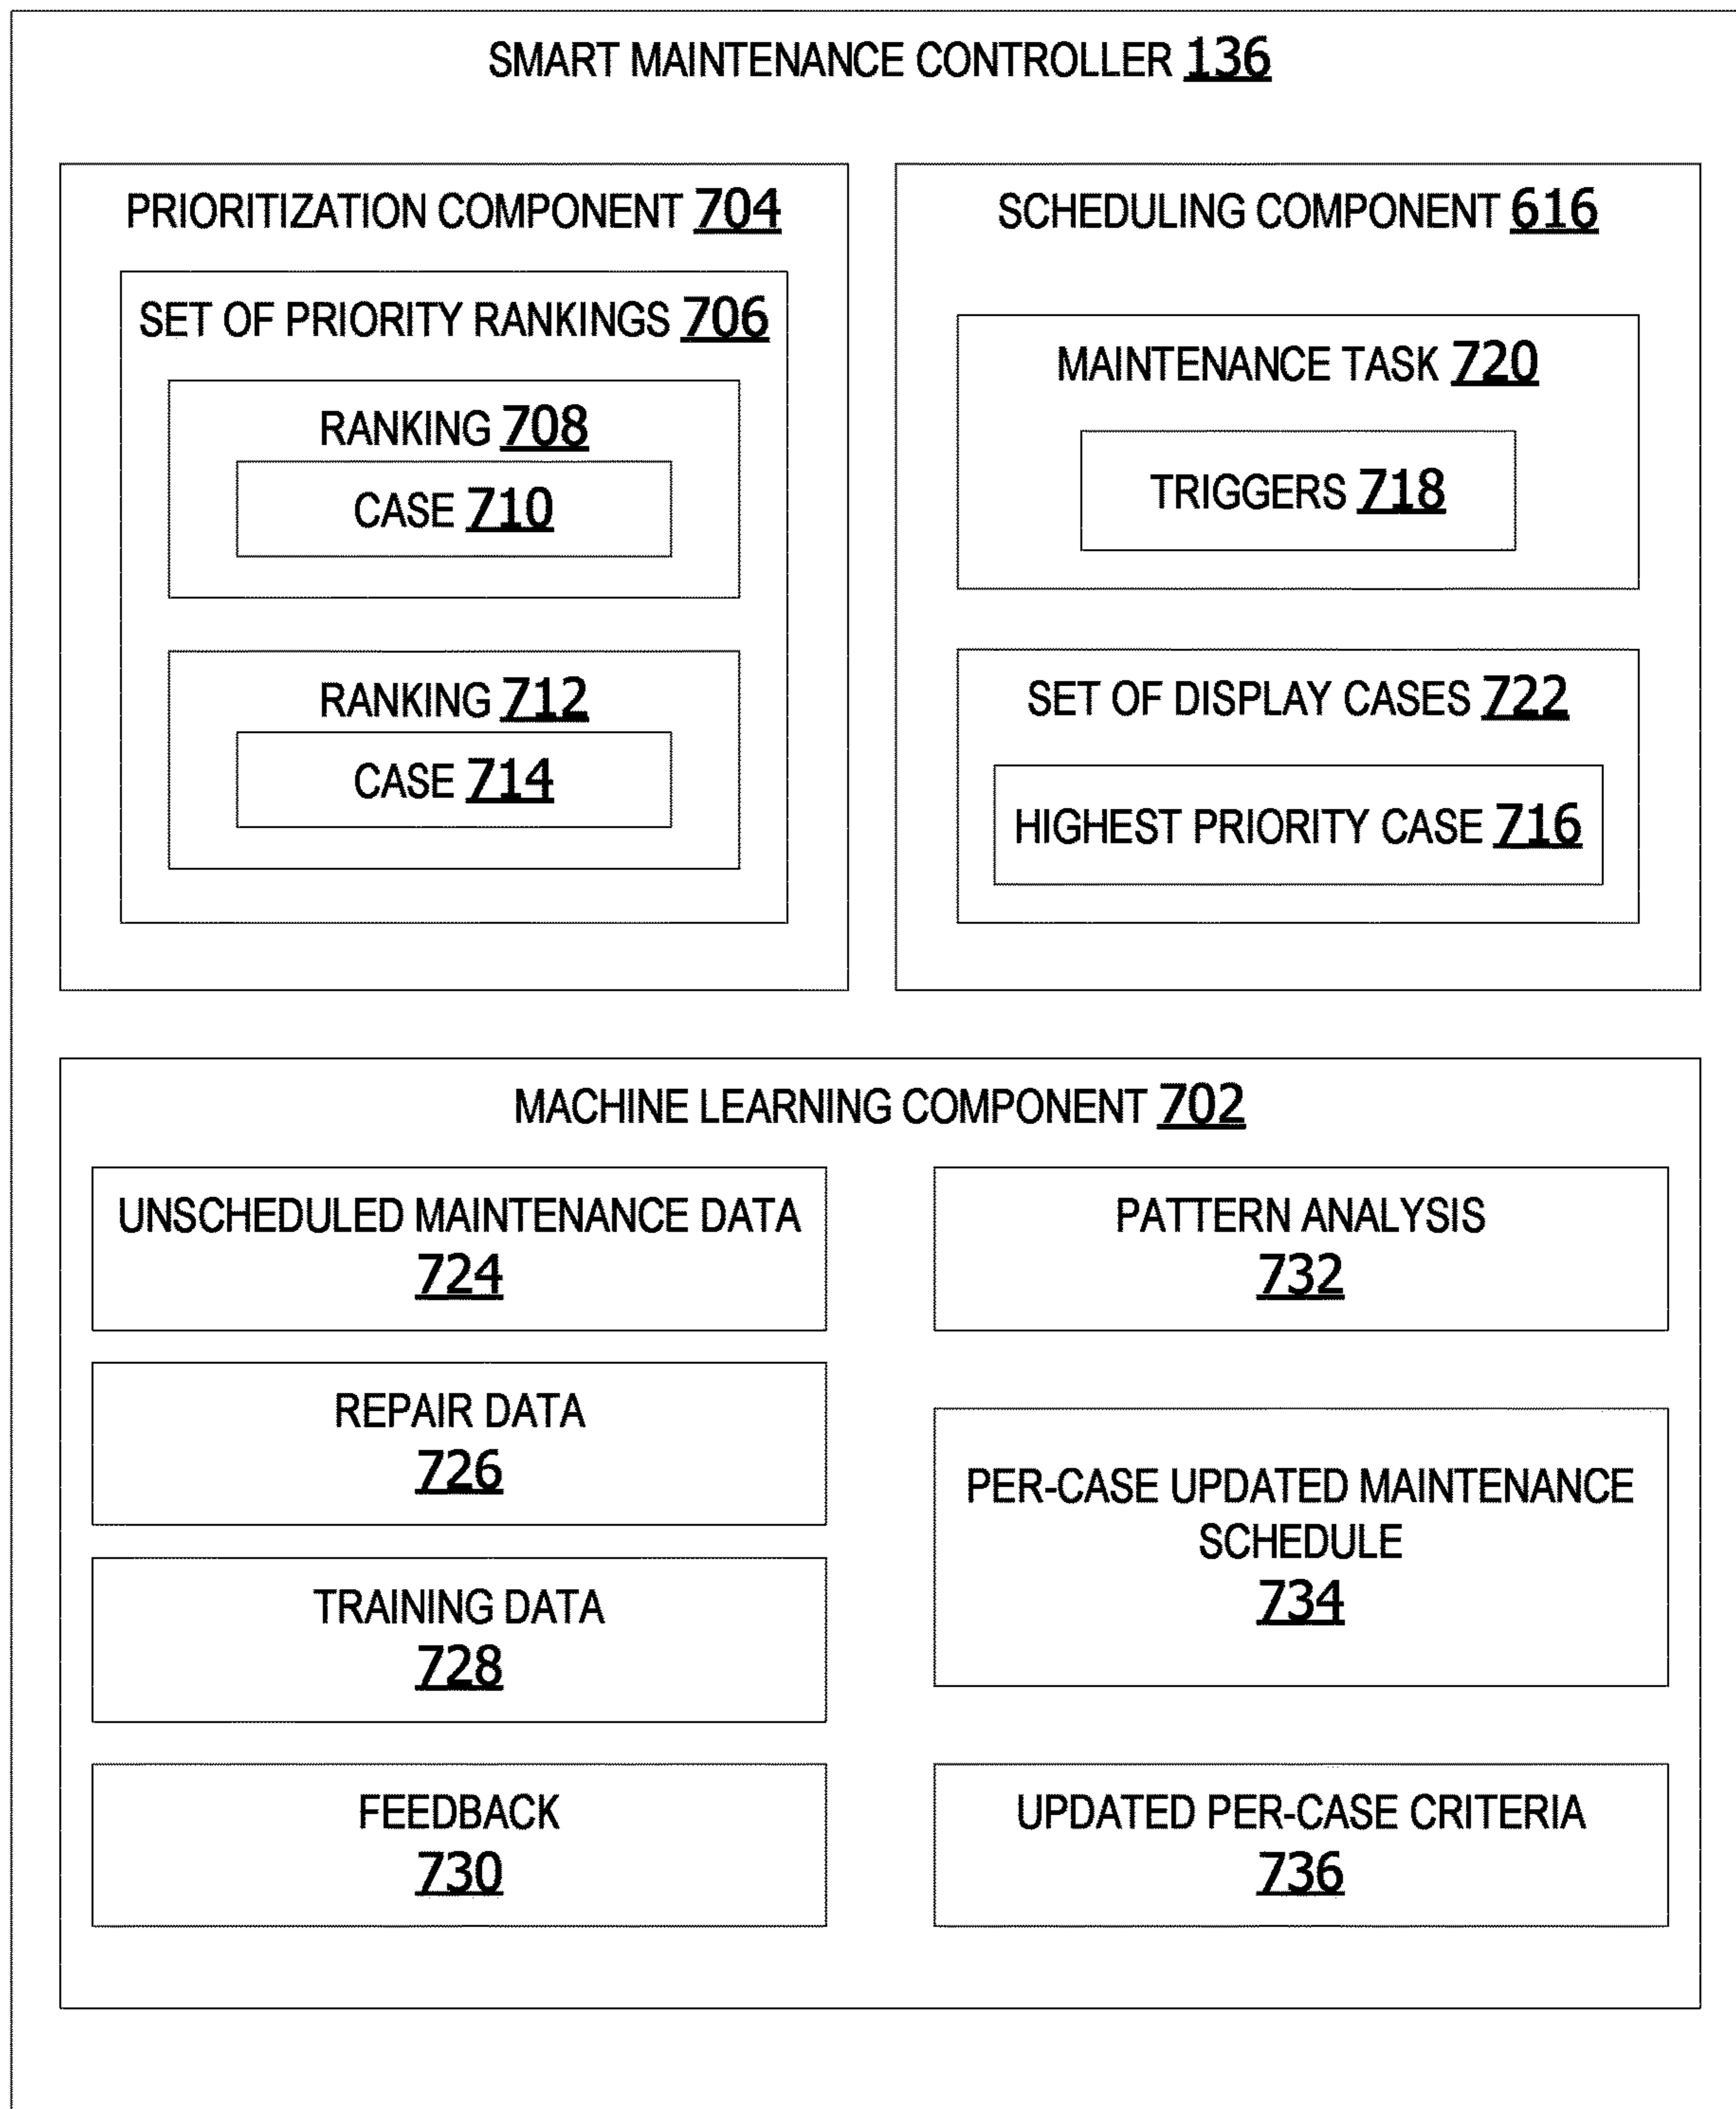 SMART MAINTENANCE CONTROLLER 136
PRIORITIZATION COMPONENT 704
SET OF PRIORITY RANKINGS 706
RANKING 708
CASE 710
RANKING 712
CASE 714
SCHEDULING COMPONENT 616
MAINTENANCE TASK 720
TRIGGERS 718
SET OF DISPLAY CASES 722
HIGHEST PRIORITY CASE 716
MACHINE LEARNING COMPONENT 702
UNSCHEDULED MAINTENANCE DATA
724
REPAIR DATA
726
TRAINING DATA
728
FEEDBACK
730
PATTERN ANALYSIS
732
PER-CASE UPDATED MAINTENANCE
SCHEDULE
734
UPDATED PER-CASE CRITERIA
736